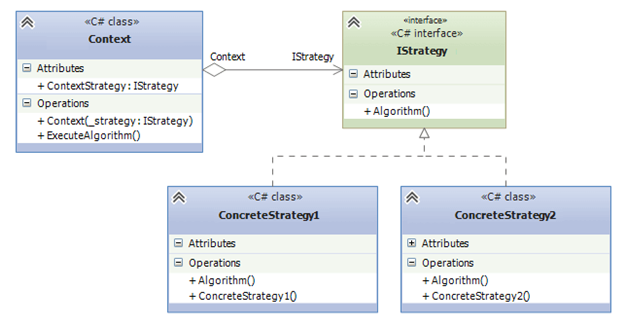 «C# class»
Context
Attributes
+ ContextStrategy : IStrategy
Operations
+ Context(_strategy : IStrategy)
+ ExecuteAlgorithm()
Context
IStrategy
«interface»
«C# interface»
IStrategy
Attributes
Operations
+ Algorithm()
«C# class»
ConcreteStrategy1
Attributes
Operations
+ Algorithm()
+ ConcreteStrategy1()
«C# class»
ConcreteStrategy2
Attributes
Operations
+ Algorithm()
+ ConcreteStrategy2()